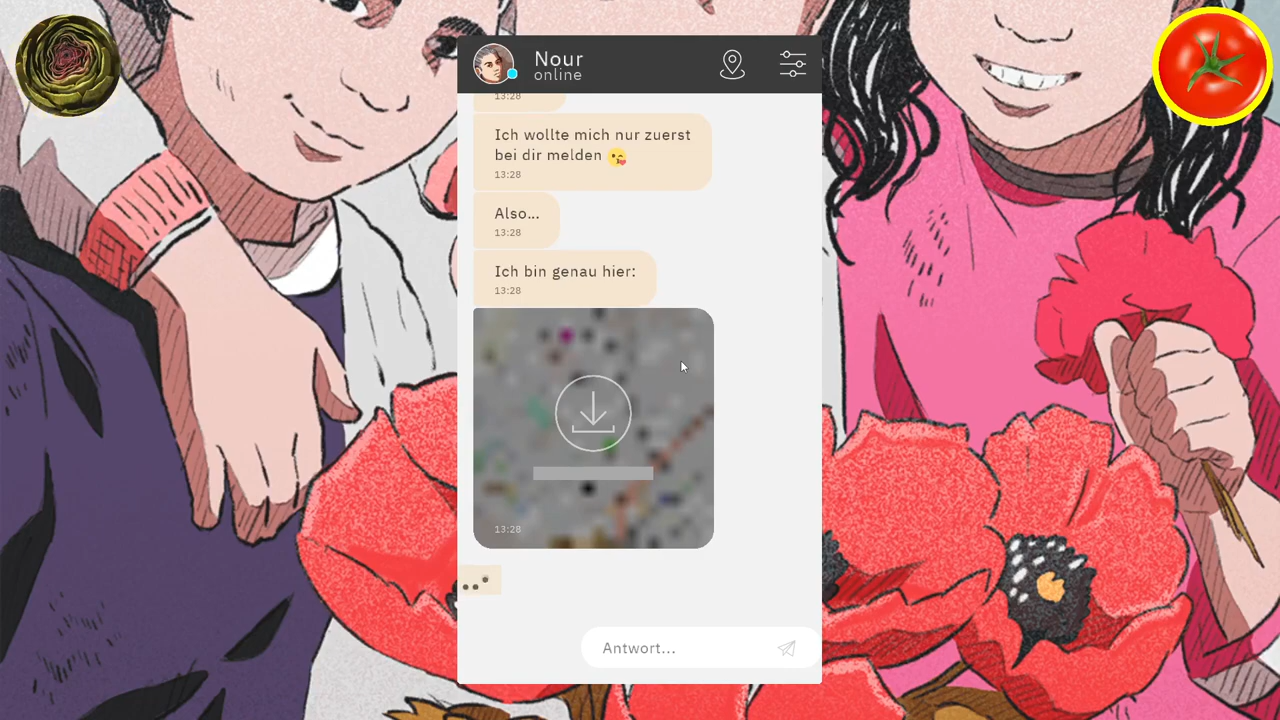 Nour
online
13:28
Ich wollte mich nur zuerst
bei dir melden 😘
13:28
Also...
13:28
Ich bin genau hier:
13:28
13:28
Antwort...